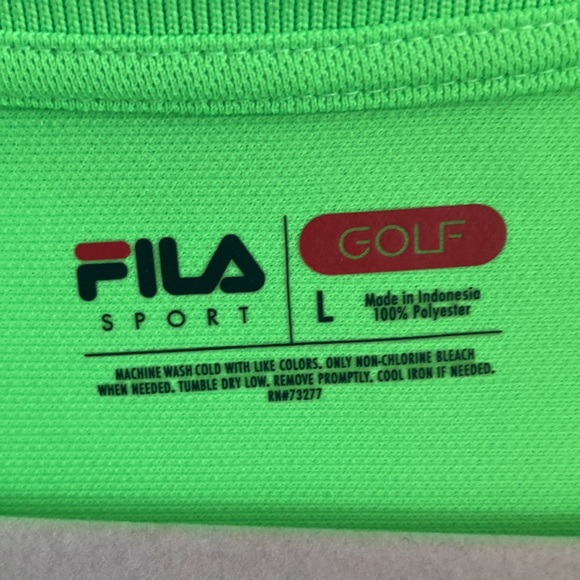 FILA
SPORT
GOLF
L
Made in Indonesia
100% Polyester
MACHINE WASH COLD WITH LIKE COLORS. ONLY NON-CHLORINE BLEACH
WHEN NEEDED. TUMBLE DRY LOW. REMOVE PROMPTLY. COOL IRON IF NEEDED.
RN#73277